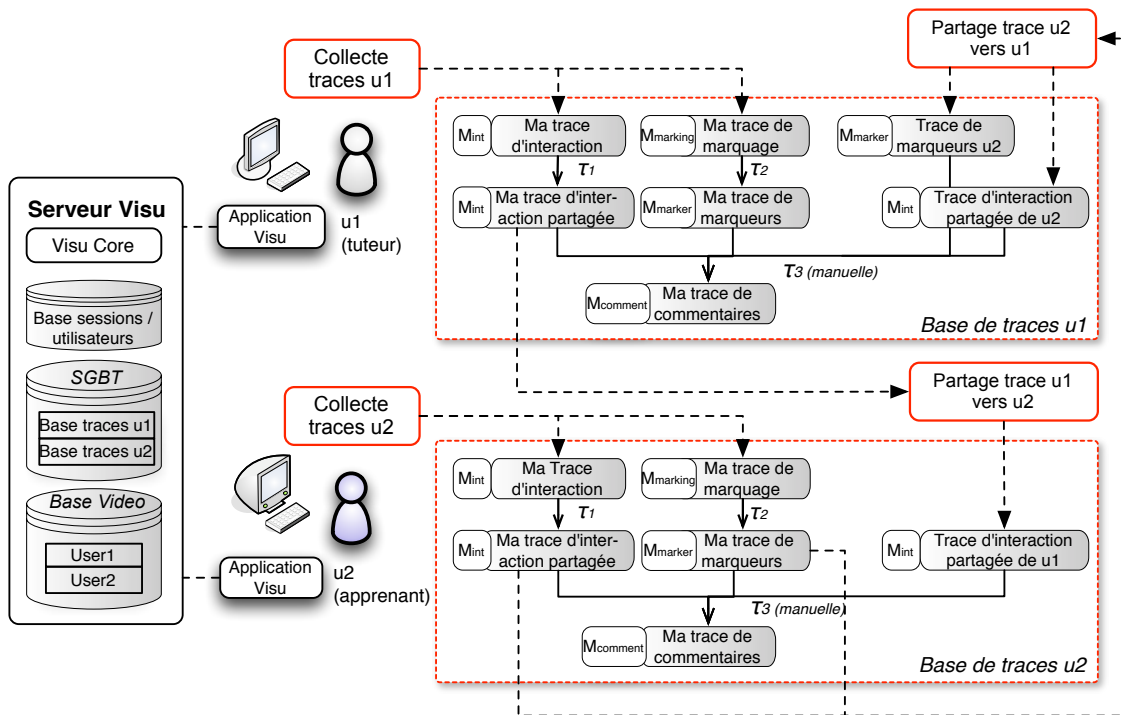 Serveur Visu
Visu Core
Base sessions /
utilisateurs
SGBT
Base traces u1
Base traces u2
Base Video
User1
User2
Application
Visu
u1
(tuteur)
Application
Visu
u2
(apprenant)
Collecte
traces u1
Partage trace u2
vers u1
Mint
Ma trace
d'interaction
Mmarking
Ma trace de
marquage
Mmarker
Trace de
marqueurs u2
τ1
τ2
Mint
Ma trace d'inter-
action partagée
Mmarker
Ma trace de
marqueurs
Mint
Trace d'interaction
partagée de u2
τ3 (manuelle)
Mcomment
Ma trace de
commentaires
Base de traces u1
Collecte
traces u2
Partage trace u1
vers u2
Mint
Ma Trace
d'interaction
Mmarking
Ma trace de
marquage
τ1
τ2
Mint
Ma trace d'inter-
action partagée
Mmarker
Ma trace de
marqueurs
Mint
Trace d'interaction
partagée de u1
τ3 (manuelle)
Mcomment
Ma trace de
commentaires
Base de traces u2